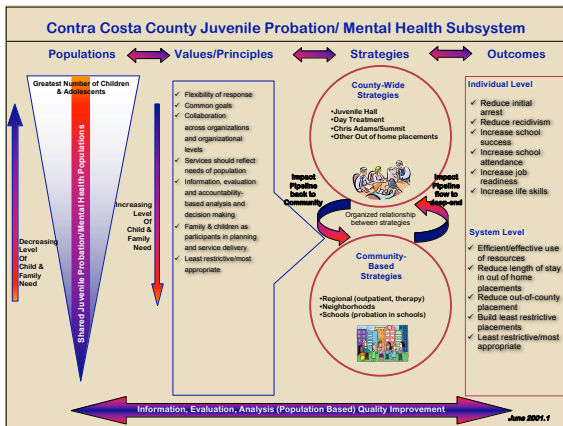 Contra Costa County Juvenile Probation/ Mental Health Subsystem
Populations
Values/Principles
Strategies
Outcomes
Greatest Number of Children
& Adolescents
Shared Juvenile Probation/Mental Health Populations
Decreasing
Level
Of
Child &
Family
Need
Increasing
Level
Of
Child &
Family
Need
✓ Flexibility of response
✓ Common goals
✓ Collaboration
across organizations
and organizational
levels
✓ Services should reflect
needs of population
✓ Information, evaluation
and accountability-
based analysis and
decision making
✓ Family & children as
participants in planning
and service delivery
✓ Least restrictive/most
appropriate
County-Wide
Strategies
•Juvenile Hall
•Day Treatment
•Chris Adams/Summit
•Other Out of home placements
Impact
Pipeline
back to
Community
Impact
Pipeline
flow to
deep-end
Organized relationship
between strategies
Community-
Based
Strategies
•Regional (outpatient, therapy)
•Neighborhoods
•Schools (probation in schools)
Individual Level
✓ Reduce initial
arrest
✓ Reduce recidivism
✓ Increase school
success
✓ Increase school
attendance
✓ Increase job
readiness
✓ Increase life skills
System Level
✓ Efficient/effective use
of resources
✓ Reduce length of stay
in out of home
placements
✓ Reduce out-of-county
placement
✓ Build least restrictive
placements
✓ Least restrictive/most
appropriate
Information, Evaluation, Analysis (Population Based) Quality Improvement
June 2001.1